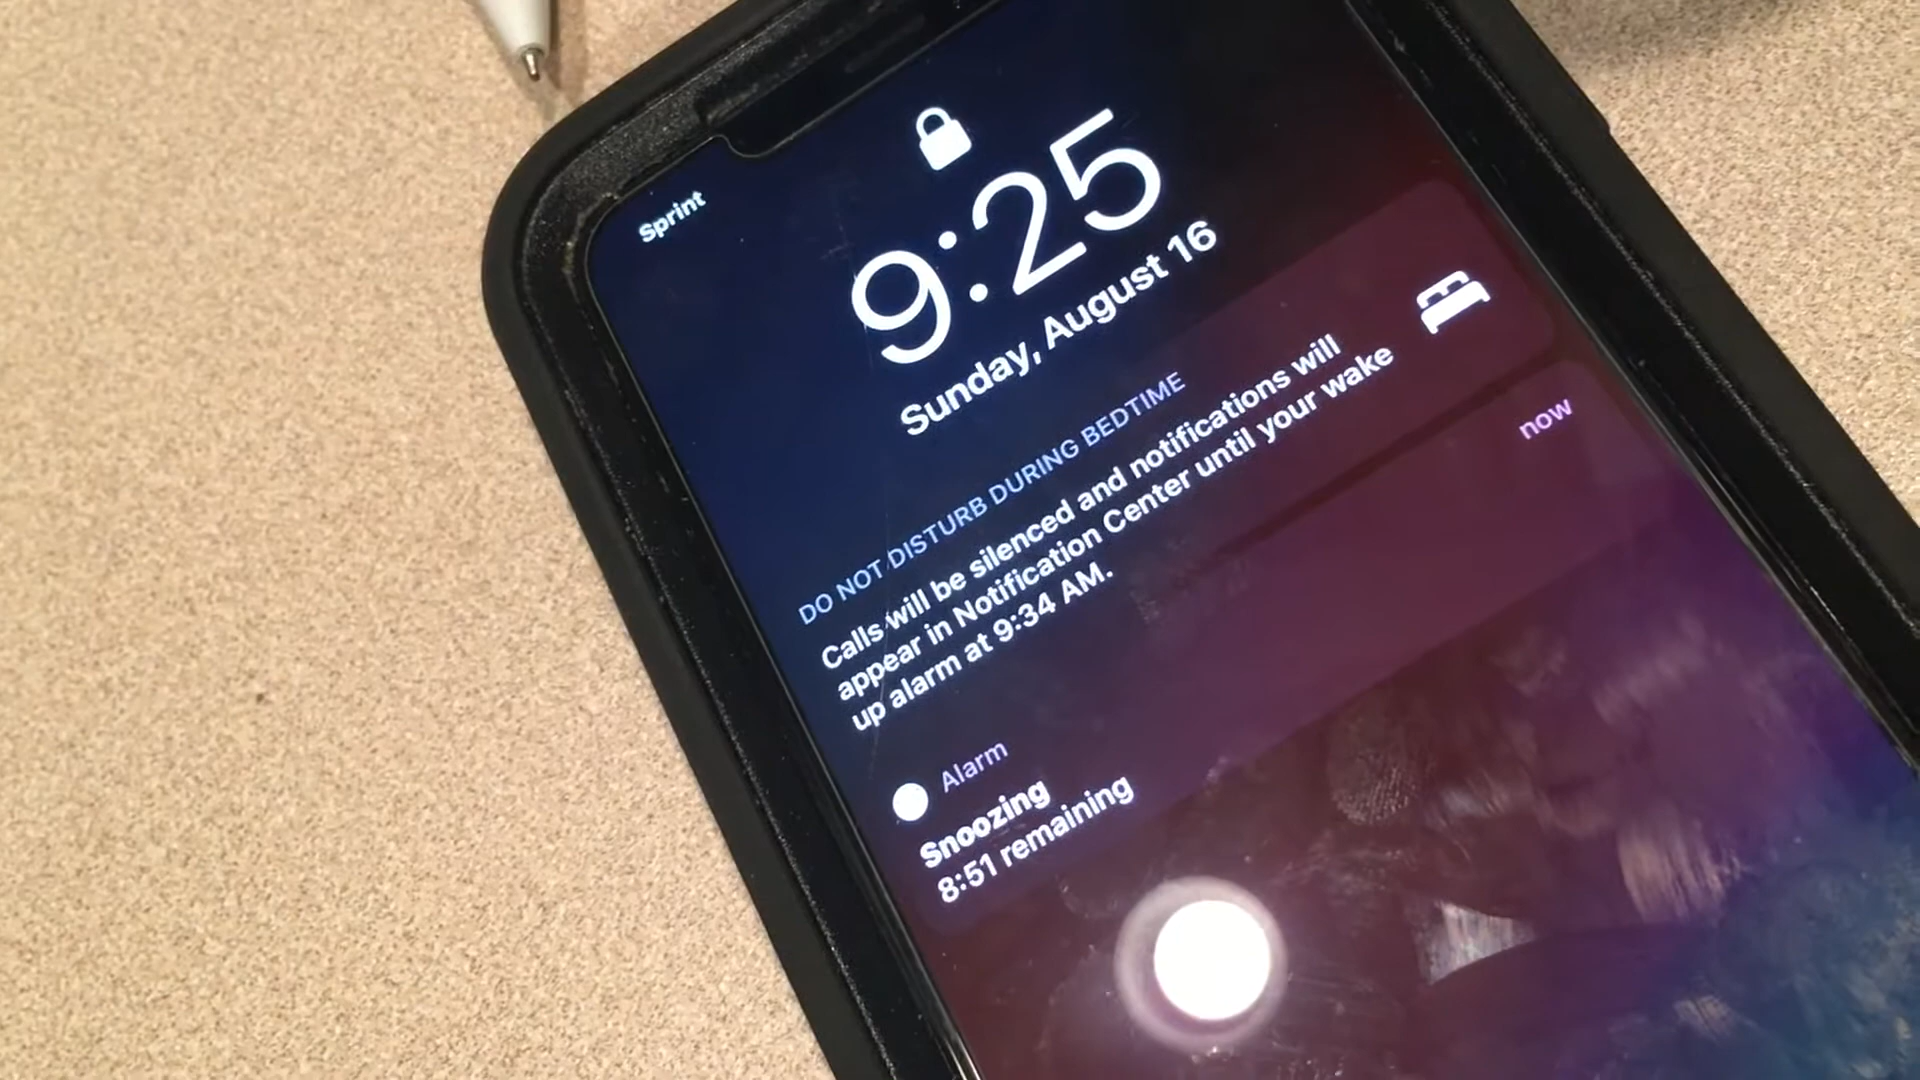 Sprint
9:25
Sunday, August 16
DO NOT DISTURB DURING BEDTIME
Calls will be silenced and notifications will
appear in Notification Center until your wake
up alarm at 9:34 AM.
Alarm
now
Snoozing
8:51 remaining